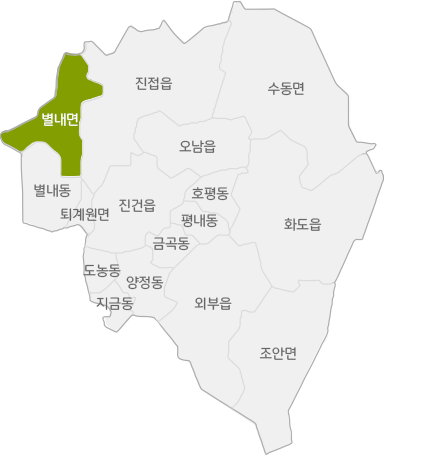 진접읍
수동면
별내면
오남읍
별내동
호평동
진건읍
퇴계원면
평내동
화도읍
금곡동
도농동
양정동
지금동
외부읍
조안면